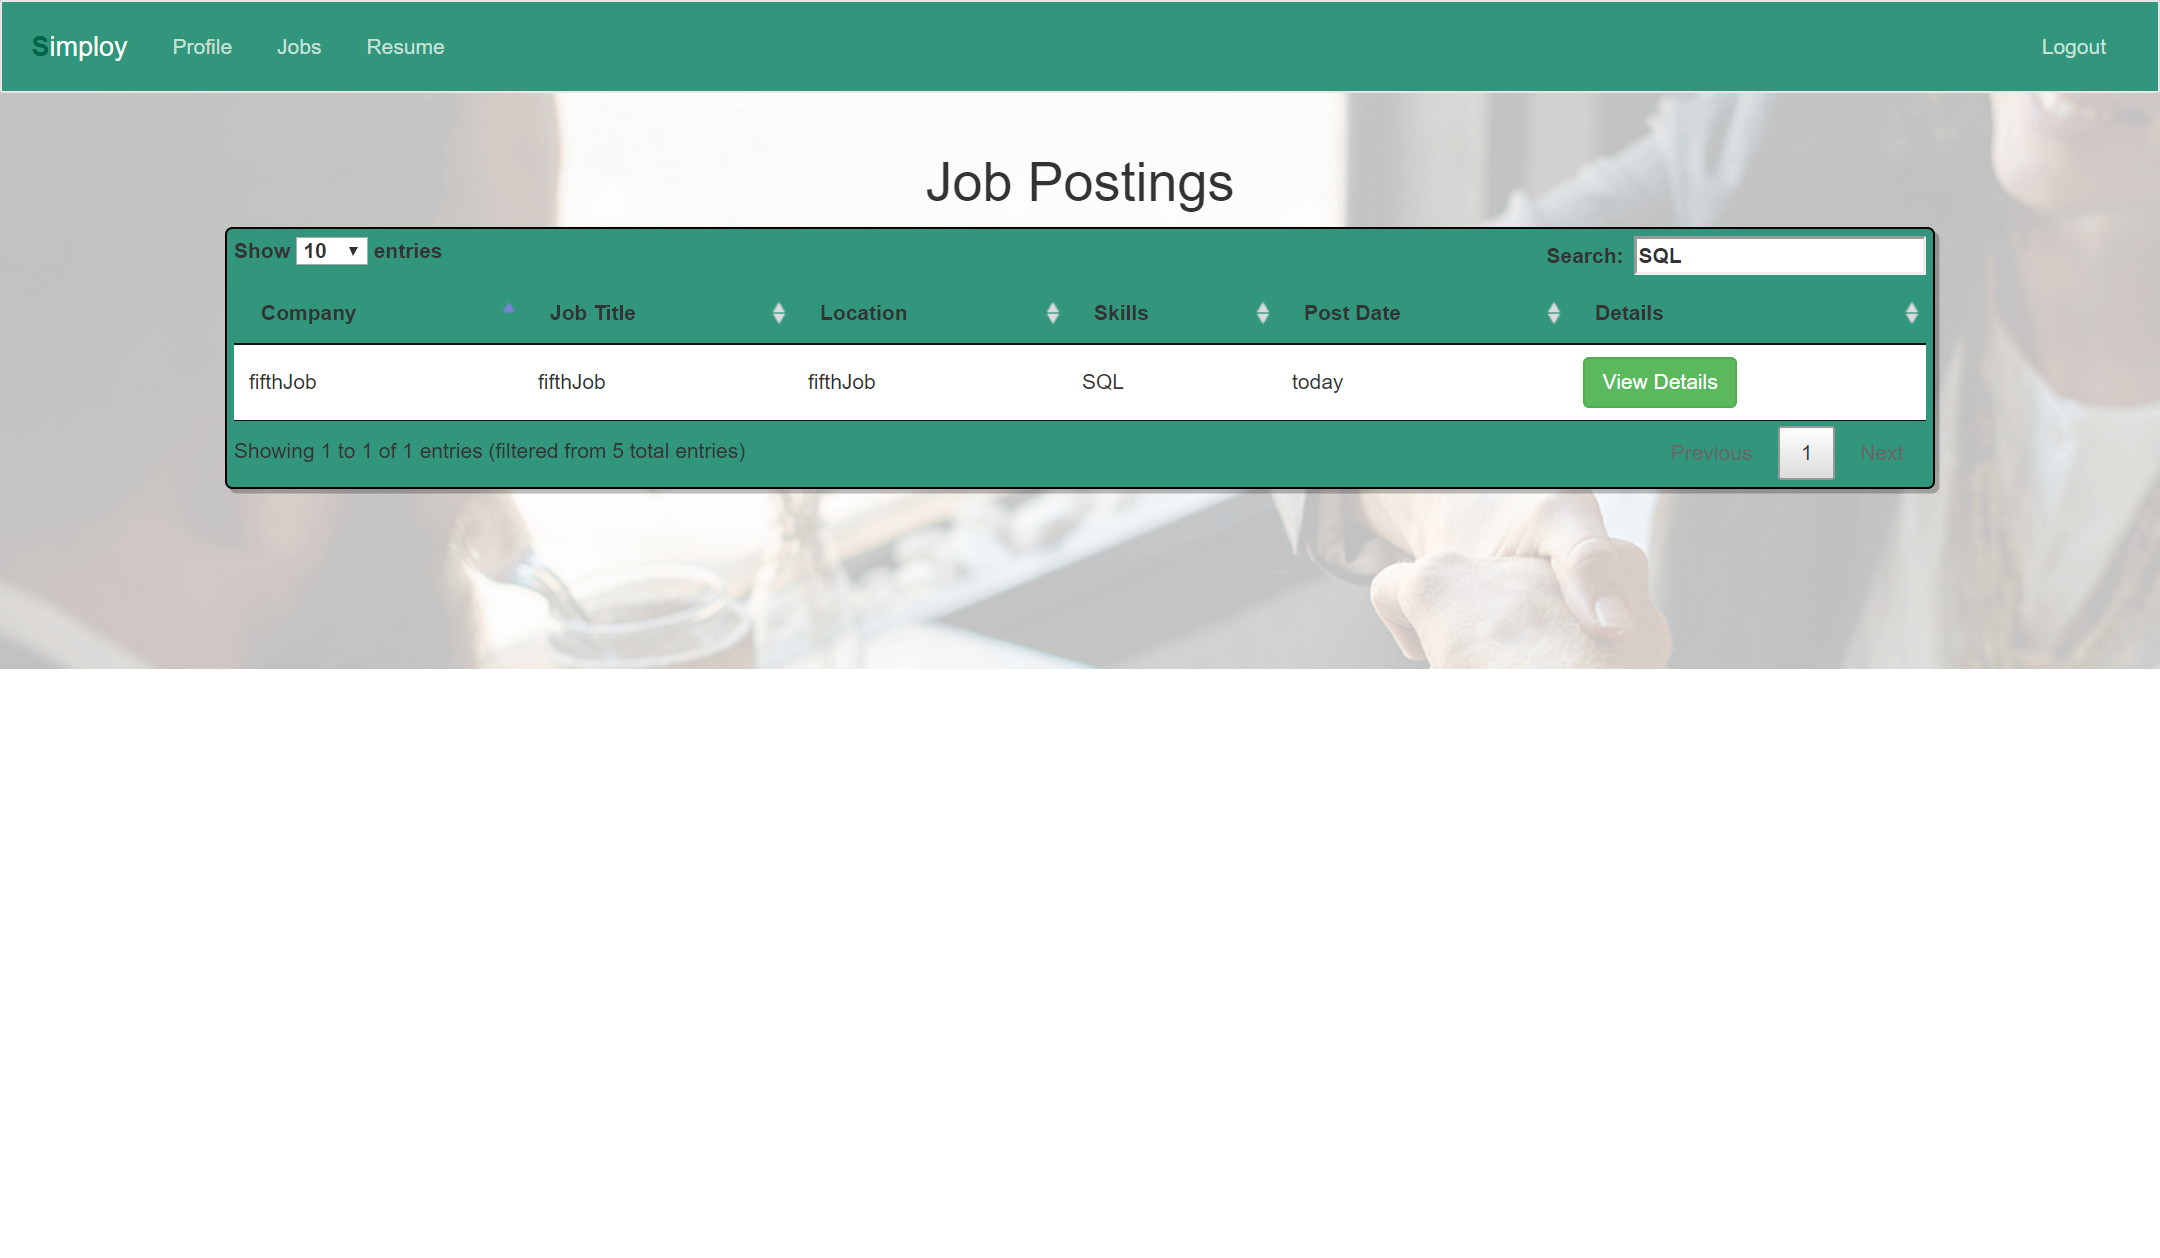 Simploy Profile Jobs Resume Logout
Job Postings
Show 10 entries Search: SQL
Company Job Title Location Skills Post Date Details
fifthJob fifthJob fifthJob SQL today View Details
Showing 1 to 1 of 1 entries (filtered from 5 total entries) Previous 1 Next